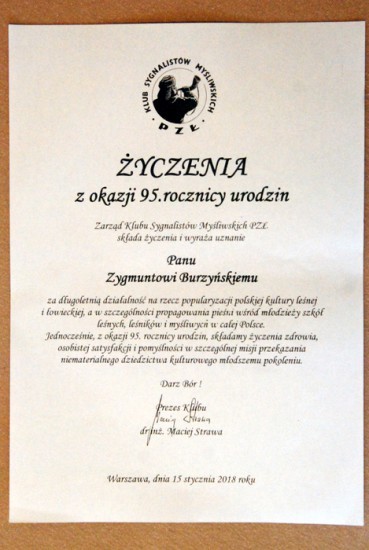 KLUB SYGNALISTÓW MYŚLIWSKICH
· PZŁ ·
ŻYCZENIA
z okazji 95.rocznicy urodzin
Zarząd Klubu Sygnalistów Myśliwskich PZŁ
składa życzenia i wyraża uznanie
Panu
Zygmuntowi Burzyńskiemu
za długoletnią działalność na rzecz popularyzacji polskiej kultury leśnej
i łowieckiej, a w szczególności propagowania pieśni wśród młodzieży szkół
leśnych, leśników i myśliwych w całej Polsce.
Jednocześnie, z okazji 95. rocznicy urodzin, składamy życzenia zdrowia,
osobistej satysfakcji i pomyślności w szczególnej misji przekazania
niematerialnego dziedzictwa kulturowego młodszemu pokoleniu.
Darz Bór !
Prezes Klubu
dr inż. Maciej Strawa
Warszawa, dnia 15 stycznia 2018 roku